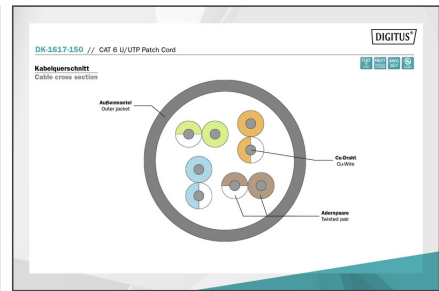 DIGITUS®
DK-1617-150 // CAT 6 U/UTP Patch Cord
Kabelquerschnitt
Cable cross section
Außenmantel
Outer jacket
Cu-Draht
Cu-Wire
Adernpaare
Twisted pair